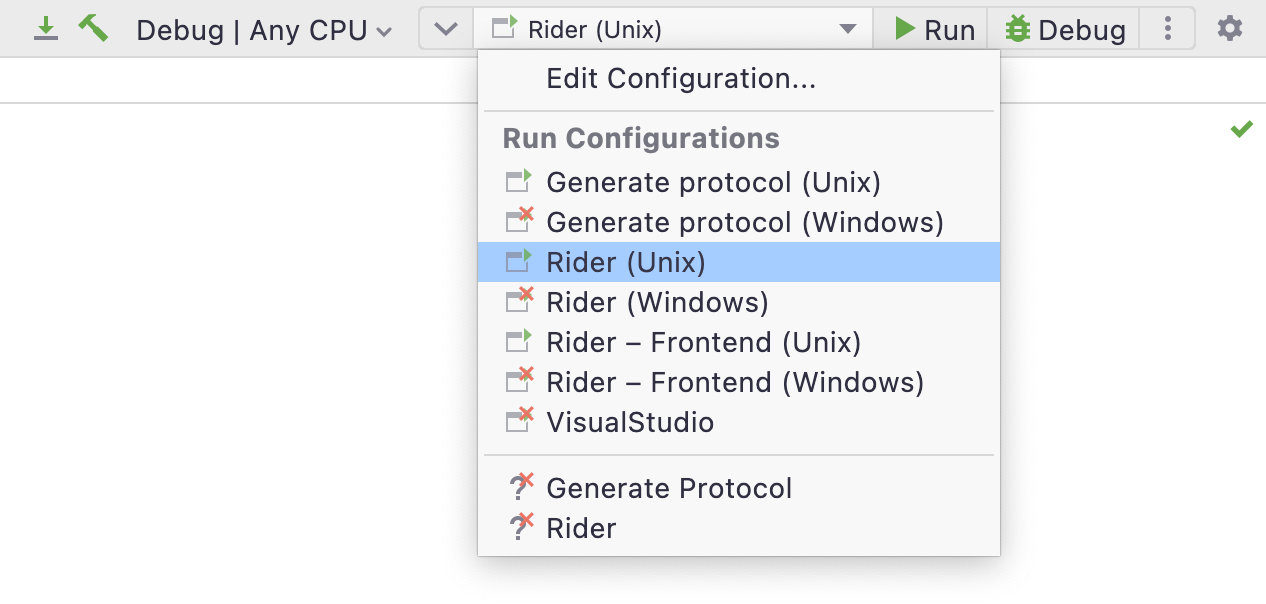 Debug | Any CPU
Rider (Unix)
Run
Debug
Edit Configuration...
Run Configurations
Generate protocol (Unix)
Generate protocol (Windows)
Rider (Unix)
Rider (Windows)
Rider – Frontend (Unix)
Rider – Frontend (Windows)
VisualStudio
Generate Protocol
Rider